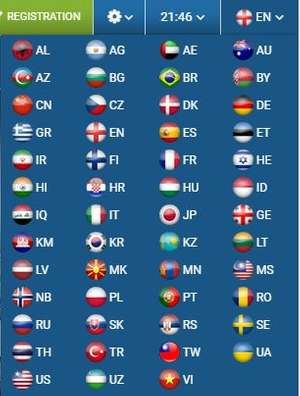 REGISTRATION 21:46 EN
AL AG AE AU
AZ BG BR BY
CN CZ DK DE
GR EN ES ET
IR FI FR HE
HI HR HU ID
IQ IT JP GE
KM KR KZ LT
LV MK MN MS
NB PL PT RO
RU SK RS SE
TH TR TW UA
US UZ VI